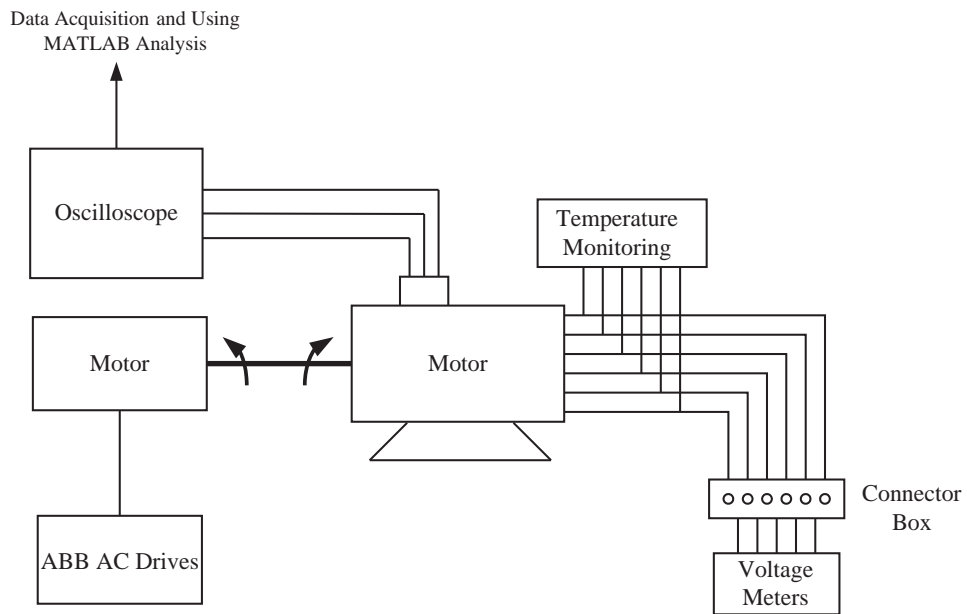 Data Acquisition and Using
MATLAB Analysis
Oscilloscope
Temperature
Monitoring
Motor
Motor
Connector
Box
ABB AC Drives
Voltage
Meters